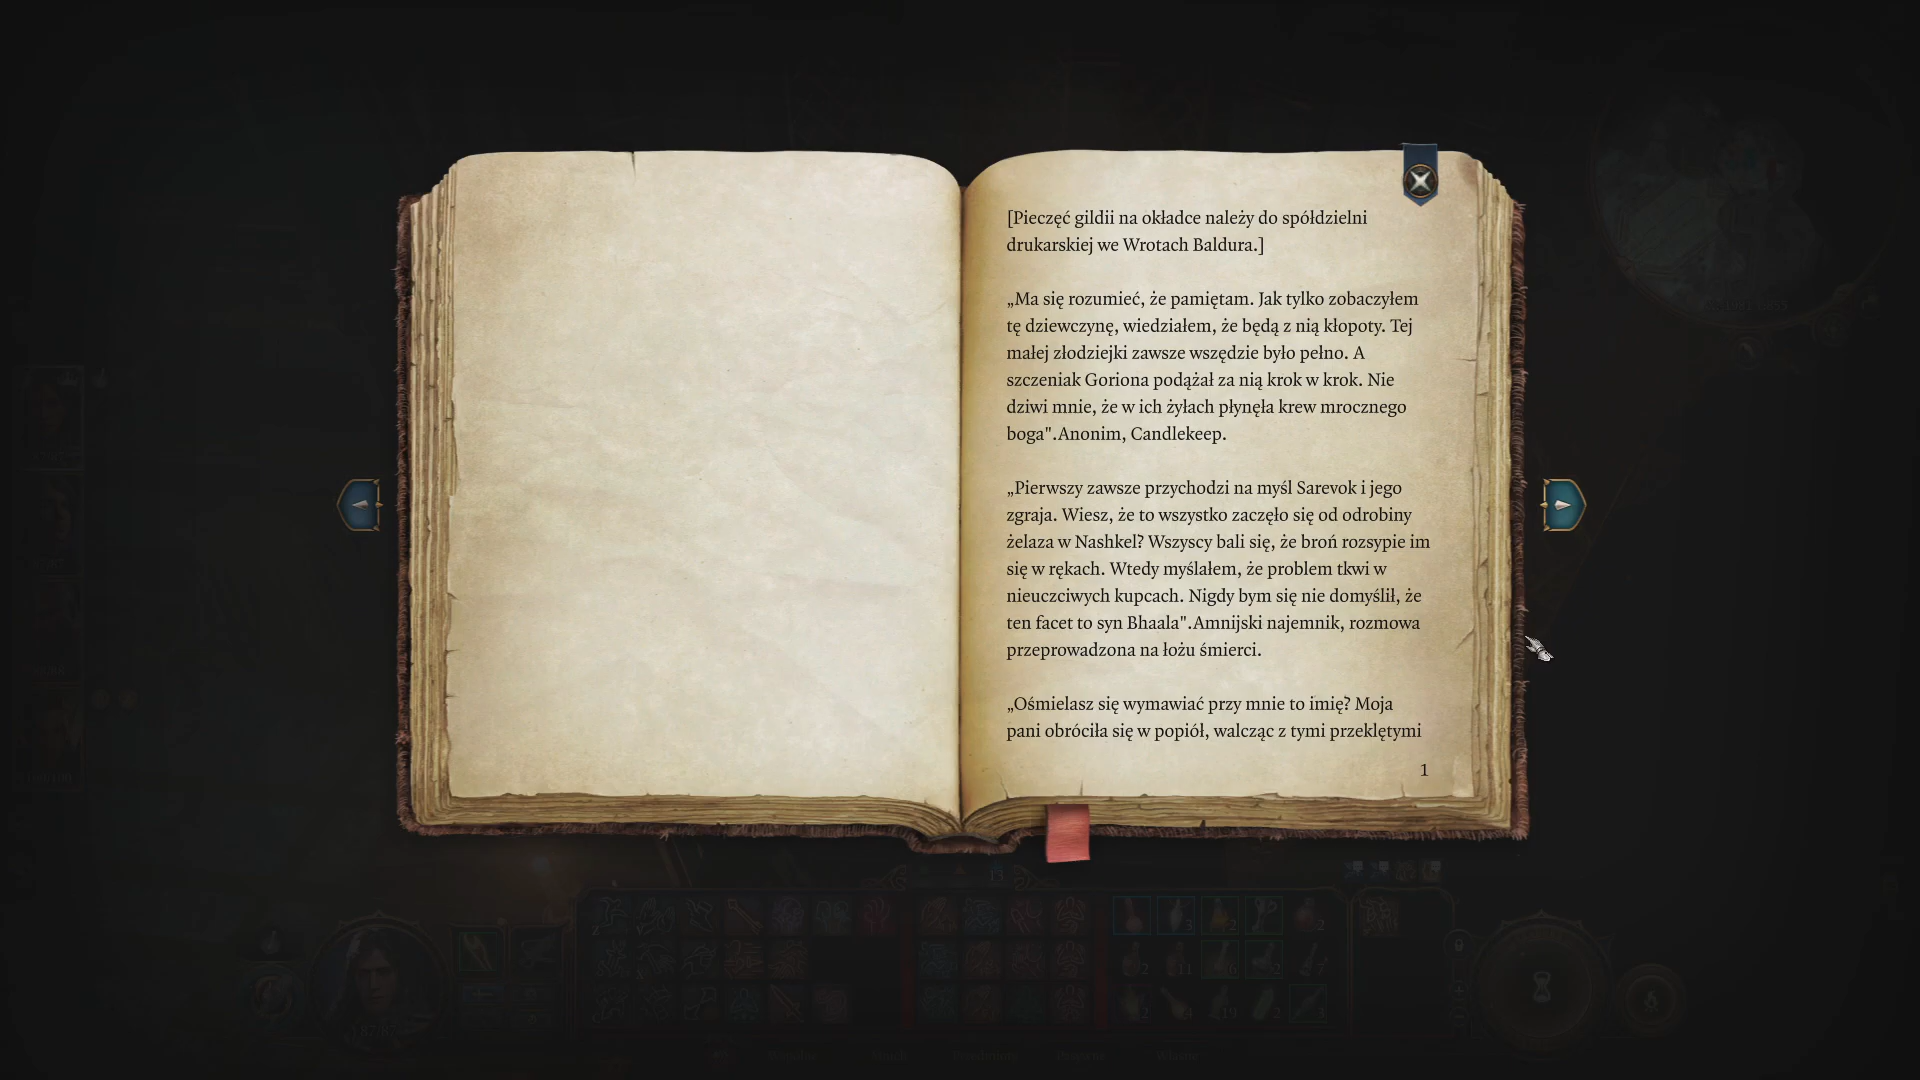 [Pieczęć gildii na okładce należy do spółdzielni
drukarskiej we Wrotach Baldura.]
„Ma się rozumieć, że pamiętam. Jak tylko zobaczyłem
tę dziewczynę, wiedziałem, że będą z nią kłopoty. Tej
małej złodziejki zawsze wszędzie było pełno. A
szczeniak Goriona podążał za nią krok w krok. Nie
dziwi mnie, że w ich żyłach płynęła krew mrocznego
boga".Anonim, Candlekeep.
„Pierwszy zawsze przychodzi na myśl Sarevok i jego
zgraja. Wiesz, że to wszystko zaczęło się od odrobiny
żelaza w Nashkel? Wszyscy bali się, że broń rozsypie im
się w rękach. Wtedy myślałem, że problem tkwi w
nieuczciwych kupcach. Nigdy bym się nie domyślił, że
ten facet to syn Bhaala".Amnijski najemnik, rozmowa
przeprowadzona na łożu śmierci.
„Ośmielasz się wymawiać przy mnie to imię? Moja
pani obróciła się w popiół, walcząc z tymi przeklętymi
1